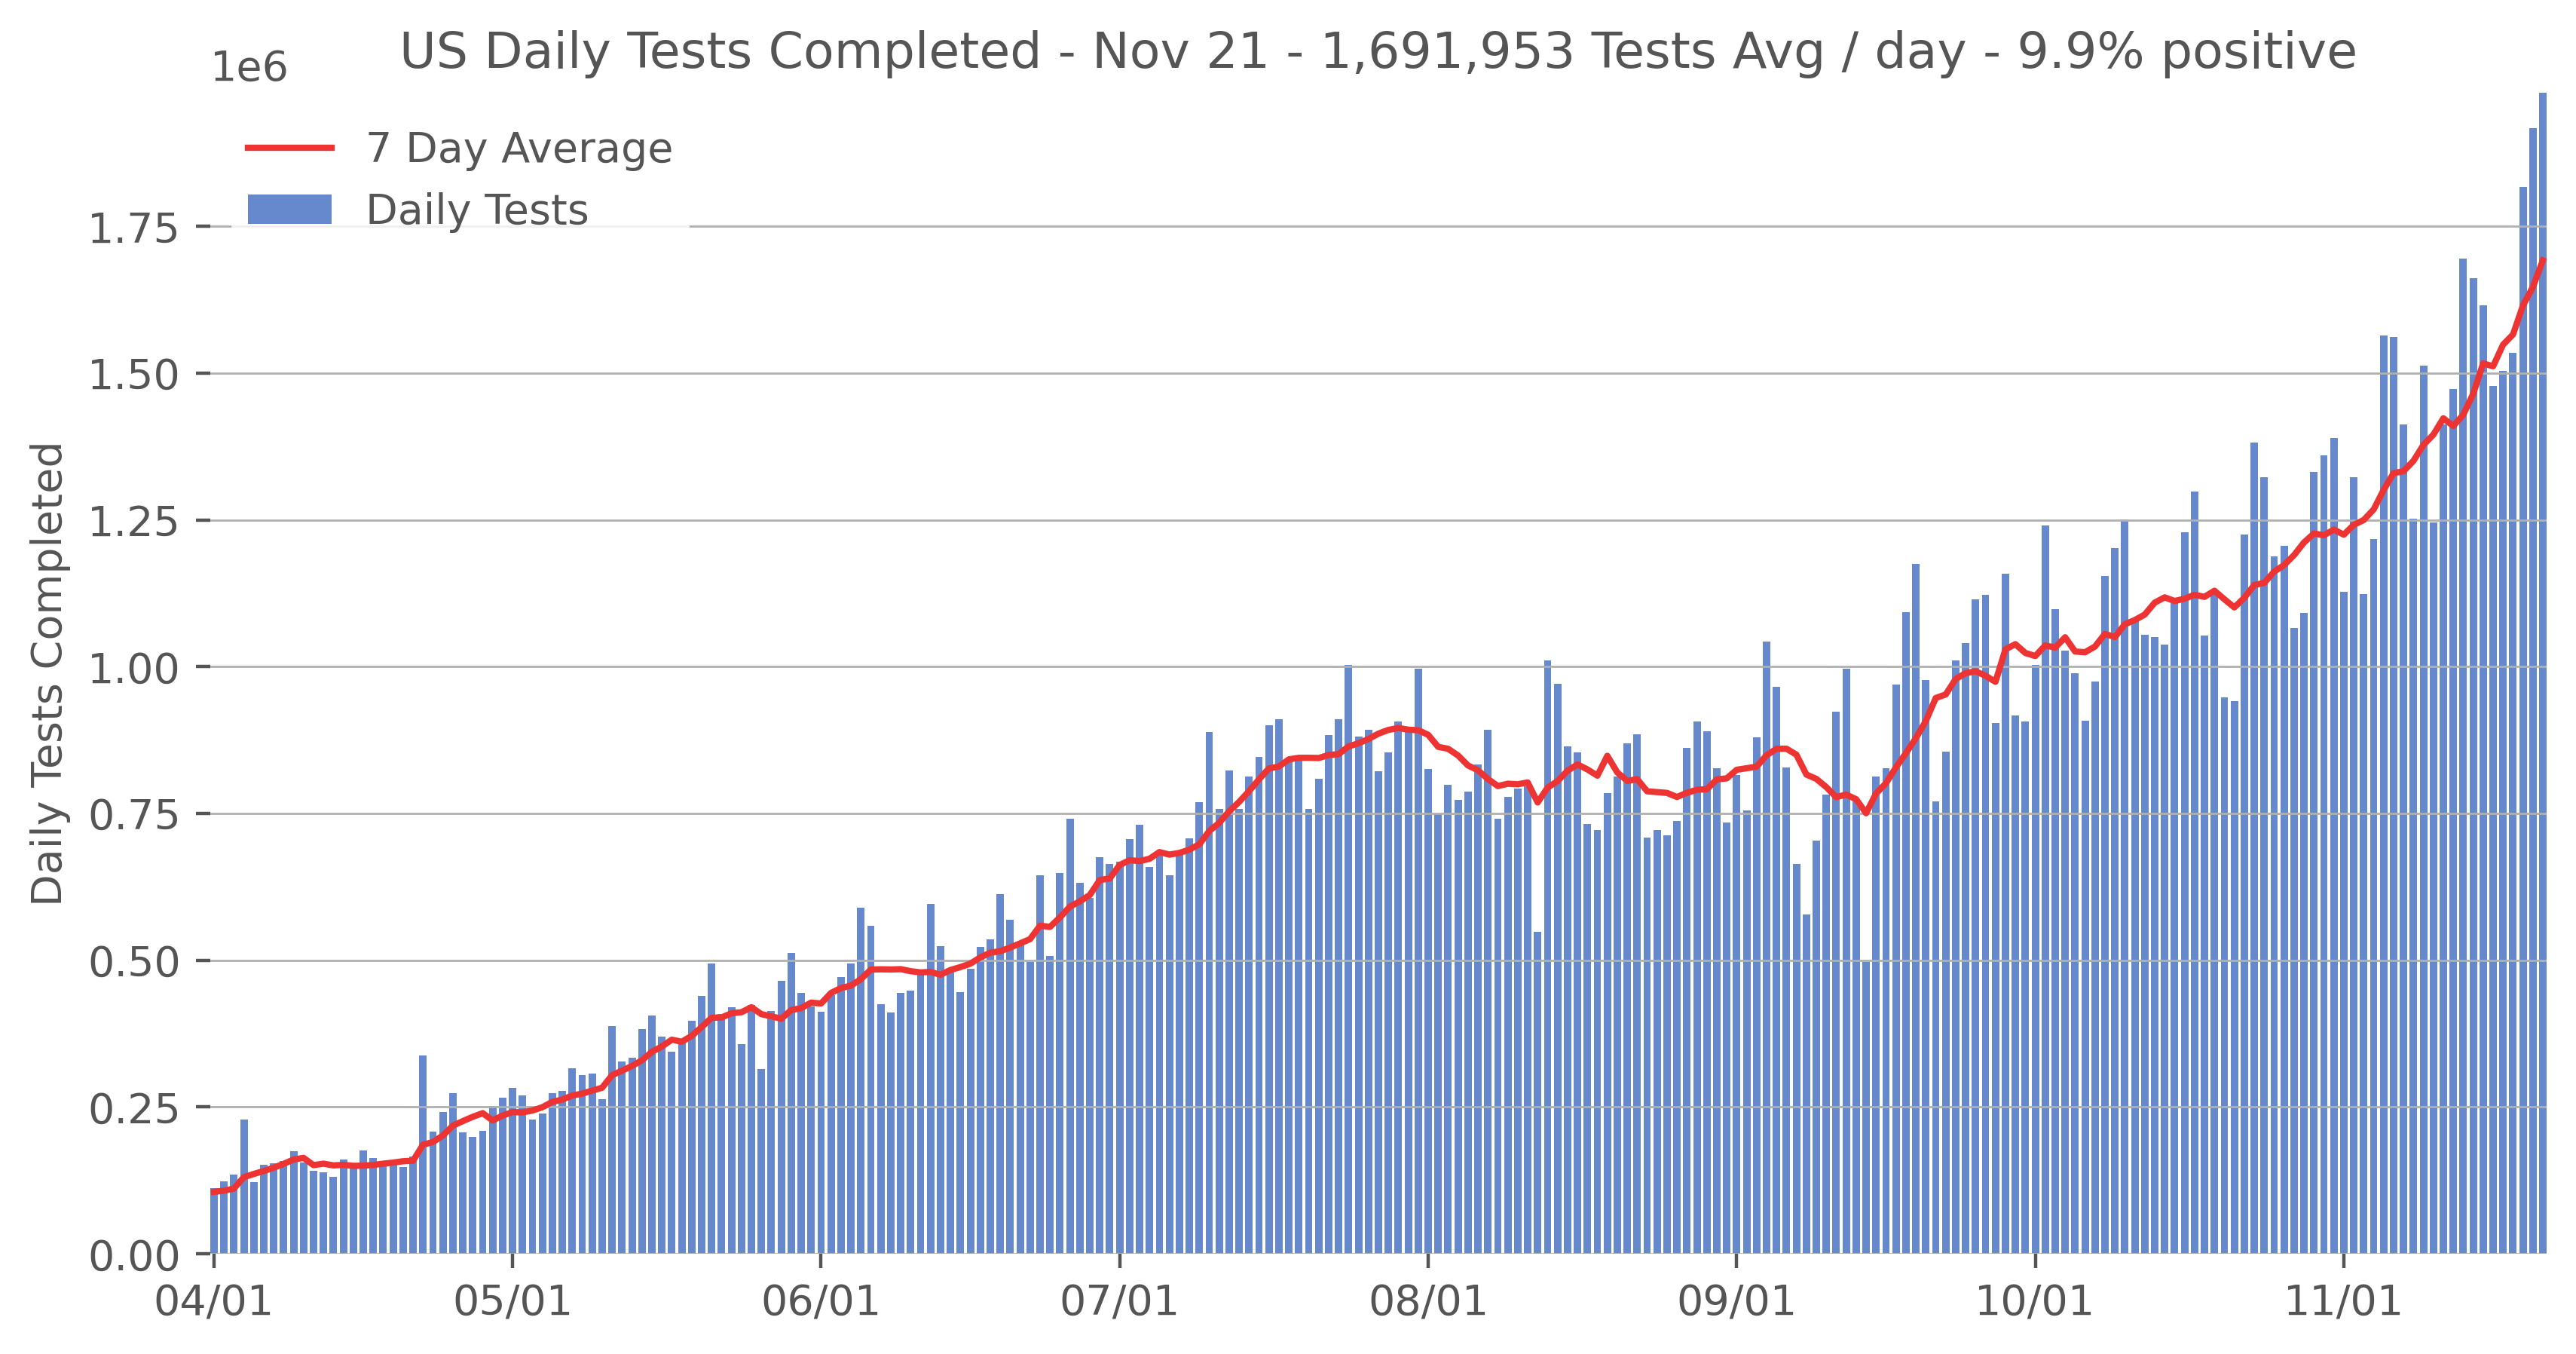 US Daily Tests Completed - Nov 21 - 1,691,953 Tests Avg / day - 9.9% positive
1e6
7 Day Average
Daily Tests
1.75
1.50
1.25
1.00
0.75
0.50
0.25
0.00
Daily Tests Completed
04/01 05/01 06/01 07/01 08/01 09/01 10/01 11/01